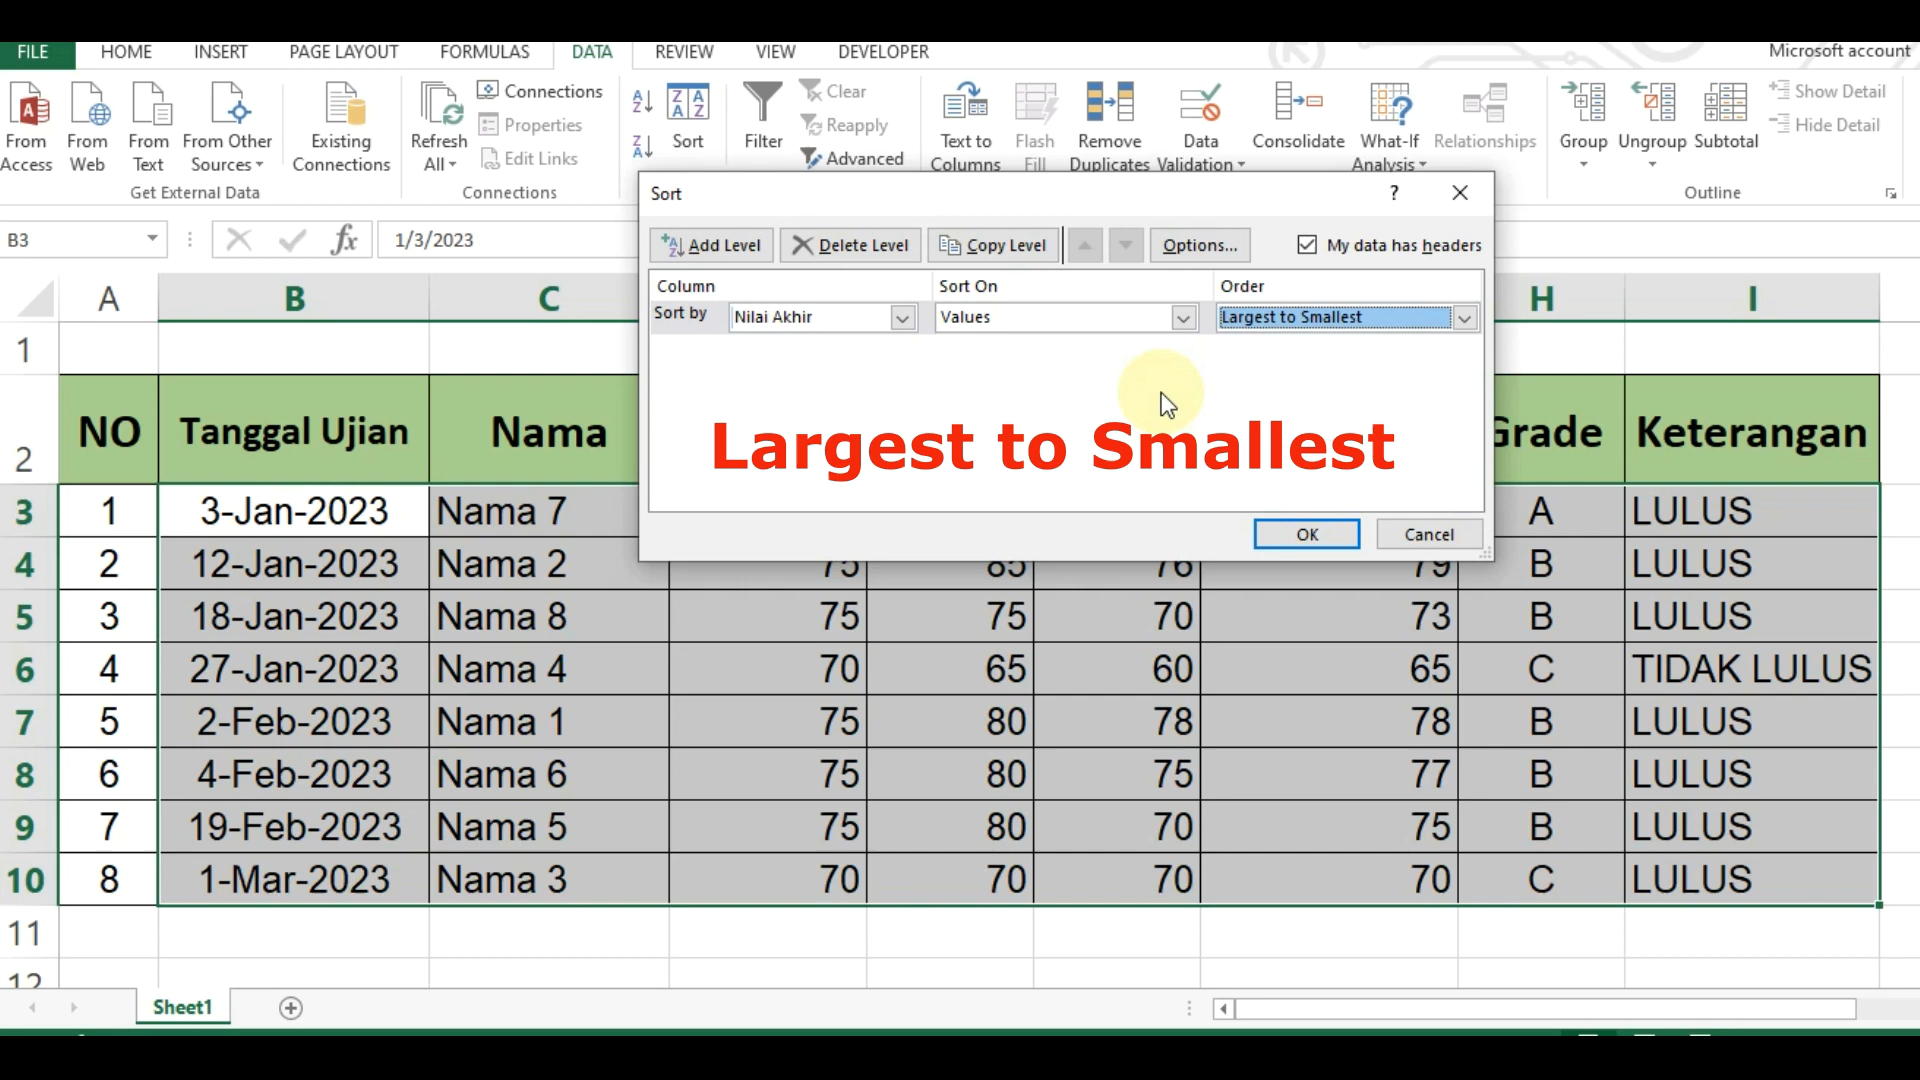 FILE HOME INSERT PAGE LAYOUT FORMULAS DATA REVIEW VIEW DEVELOPER Microsoft account
From Access From Web From Text From Other Sources Existing Connections Refresh All Connections Properties Edit Links Sort Filter Clear Reapply Advanced Text to Columns Flash Fill Remove Duplicates Data Validation Consolidate What-If Analysis Relationships Group Ungroup Subtotal Show Detail Hide Detail
Get External Data Connections Outline
Sort ?
B3 fx 1/3/2023
Add Level Delete Level Copy Level Options... My data has headers
Column Sort On Order
Sort by Nilai Akhir Values Largest to Smallest
Largest to Smallest
OK Cancel
A B C H I
1
2 NO Tanggal Ujian Nama Grade Keterangan
3 1 3-Jan-2023 Nama 7 A LULUS
4 2 12-Jan-2023 Nama 2 75 85 76 79 B LULUS
5 3 18-Jan-2023 Nama 8 75 75 70 73 B LULUS
6 4 27-Jan-2023 Nama 4 70 65 60 65 C TIDAK LULUS
7 5 2-Feb-2023 Nama 1 75 80 78 78 B LULUS
8 6 4-Feb-2023 Nama 6 75 80 75 77 B LULUS
9 7 19-Feb-2023 Nama 5 75 80 70 75 B LULUS
10 8 1-Mar-2023 Nama 3 70 70 70 70 C LULUS
11
12
Sheet1